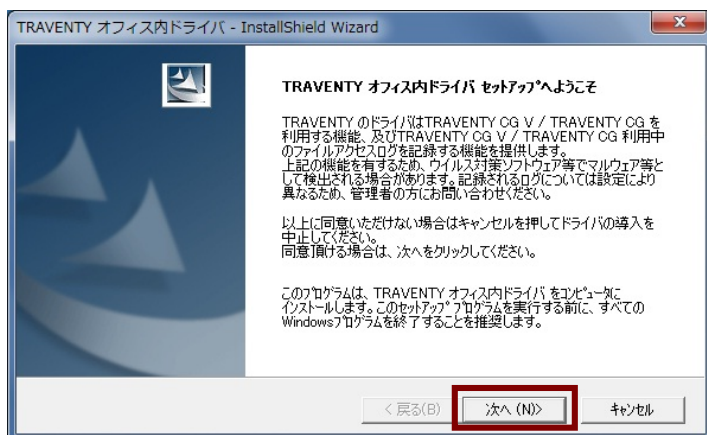 TRAVENTY オフィス内ドライバ - InstallShield Wizard
TRAVENTY オフィス内ドライバ セットアップへようこそ
TRAVENTY のドライバはTRAVENTY CG V / TRAVENTY CG を
利用する機能、及びTRAVENTY CG V / TRAVENTY CG 利用中
のファイルアクセスログを記録する機能を提供します。
上記の機能を有するため、ウイルス対策ソフトウェア等でマルウェア等と
して検出される場合があります。記録されるログについては設定により
異なるため、管理者の方にお問い合わせください。
以上に同意いただけない場合はキャンセルを押してドライバの導入を
中止してください。
同意頂ける場合は、次へをクリックしてください。
このプログラムは、TRAVENTY オフィス内ドライバ をコンピュータに
インストールします。このセットアップ プログラムを実行する前に、すべての
Windowsプログラムを終了することを推奨します。
< 戻る(B)
次へ (N)>
キャンセル